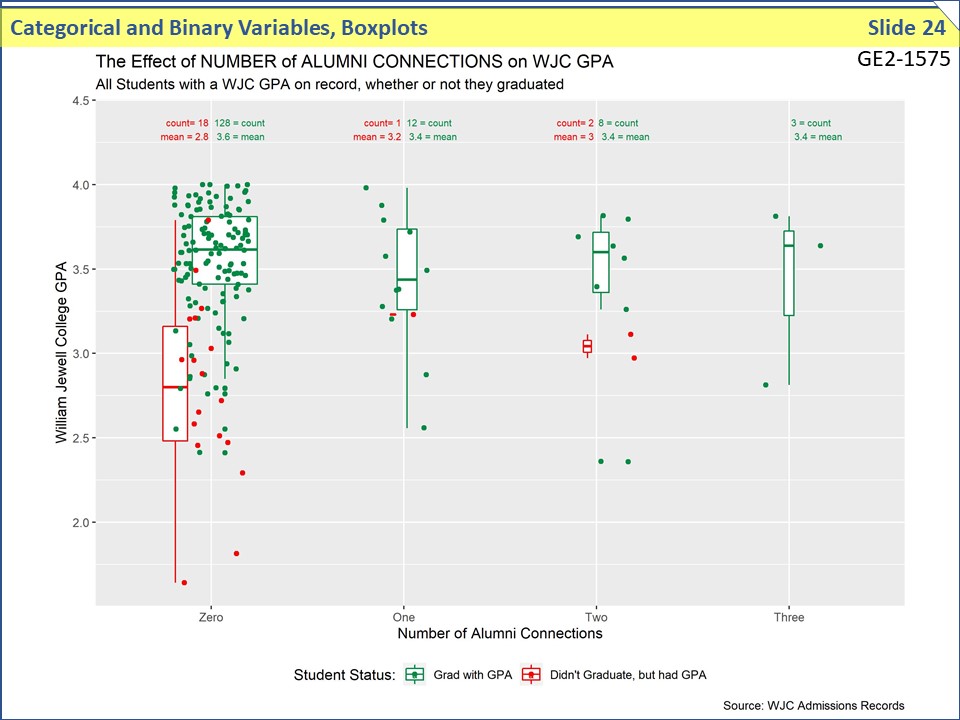 Categorical and Binary Variables, Boxplots
Slide 24
GE2-1575
The Effect of NUMBER of ALUMNI CONNECTIONS on WJC GPA
All Students with a WJC GPA on record, whether or not they graduated
count= 18 128 = count
mean = 2.8 3.6 = mean
count= 1 12 = count
mean = 3.2 3.4 = mean
count= 2 8 = count
mean = 3 3.4 = mean
3 = count
3.4 = mean
William Jewell College GPA
4.5
4.0
3.5
3.0
2.5
2.0
Zero
One
Two
Three
Number of Alumni Connections
Student Status: Grad with GPA Didn't Graduate, but had GPA
Source: WJC Admissions Records